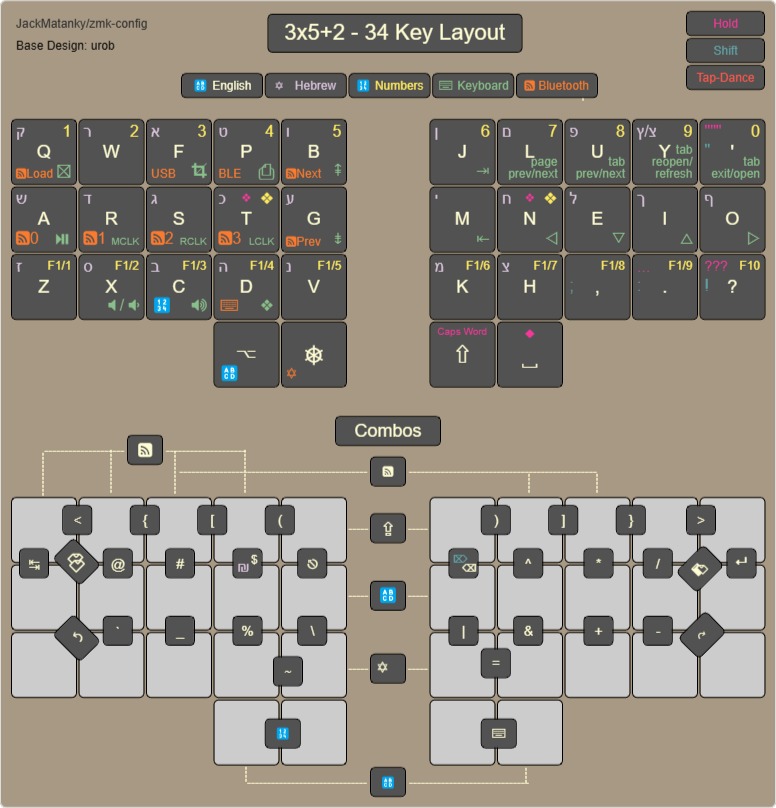 JackMatanky/zmk-config
Base Design: urob
3x5+2 - 34 Key Layout
Hold
Shift
Tap-Dance
English
Hebrew
Numbers
Keyboard
Bluetooth
ק 1 ר 2 א 3 ט 4 ו 5
Q W F P B
Load USB BLE Next
ן 6 ם 7 פ 8 ץ/צ 9 """ 0
J L U Y tab " '
page prev/next
tab prev/next
reopen/ refresh
tab exit/open
ש ד ג כ ע
A R S T G
0 1 MCLK 2 RCLK 3 LCLK Prev
י ח ל ך ף
M N E I O
ז F1/1 ס F1/2 ב F1/3 ה F1/4 נ F1/5
Z X C D V
/
מ F1/6 צ F1/7 F1/8 ... F1/9 ??? F10
K H ; , : . ! ?
Caps Word
Combos
< { [ (
) ] } >
@ # ₪ $
^ * /
` _ % \
| & + -
~
=